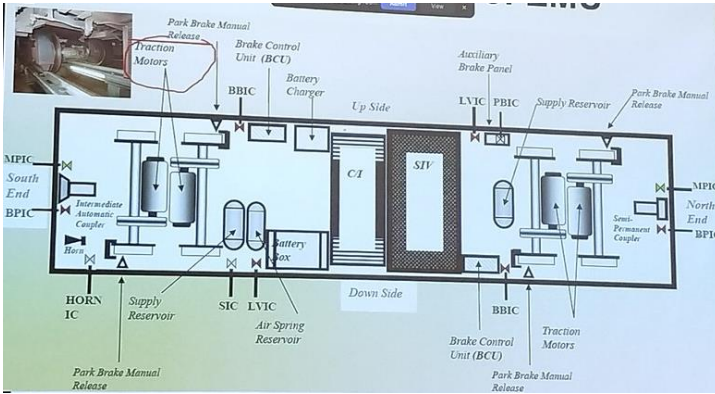 View
EMU
Park Brake Manual
Release
Traction
Motors
Brake Control
Unit (BCU)
Battery
Charger
BBIC
Up Side
Auxiliary
Brake Panel
LVIC
PBIC
Supply Reservoir
Park Brake Manual
Release
MPIC
South
End
BPIC
Intermediate
Automatic
Coupler
Horn
HORN
IC
C/I
SIV
Battery
Box
MPIC
North
End
Semi-
Permanent
Coupler
Supply
Reservoir
SIC
LVIC
Air Spring
Reservoir
Down Side
BBIC
Brake Control
Unit (BCU)
Traction
Motors
Park Brake Manual
Release
Park Brake Manual
Release